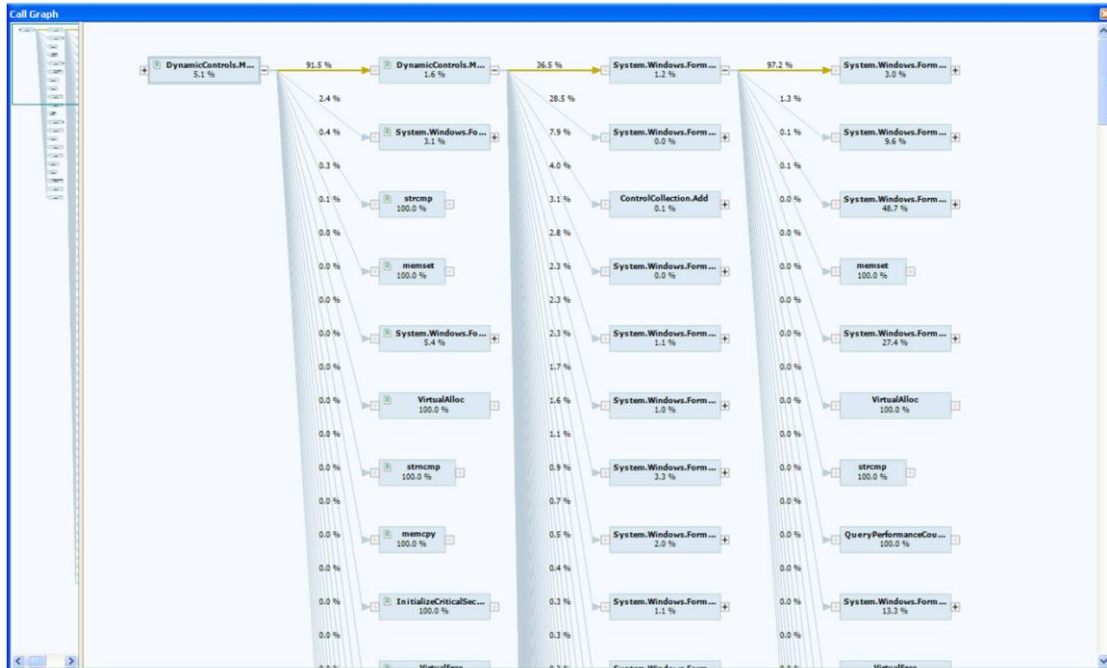 Call Graph
DynamicControls.M... 91.5 % DynamicControls.M... 36.5 % System.Windows.Form... 97.2 % System.Windows.Form...
5.1 % 1.6 % 1.2 % 3.0 %
2.4 % 28.5 % 1.3 %
System.Windows.Fo... System.Windows.Form... System.Windows.Form...
0.4 % 3.1 % 7.9 % 0.0 % 0.1 % 9.6 %
0.3 % 4.0 % 0.1 %
strcmp ControlCollection.Add System.Windows.Form...
0.1 % 100.0 % 3.1 % 0.1 % 0.0 % 48.7 %
0.0 % 2.8 % 0.0 %
memset System.Windows.Form... memset
0.0 % 100.0 % 2.3 % 0.0 % 0.0 % 100.0 %
0.0 % 2.3 % 0.0 %
System.Windows.Fo... System.Windows.Form... System.Windows.Form...
0.0 % 5.4 % 2.3 % 1.1 % 0.0 % 27.4 %
0.0 % 1.7 % 0.0 %
VirtualAlloc System.Windows.Form... VirtualAlloc
0.0 % 100.0 % 1.6 % 1.0 % 0.0 % 100.0 %
0.0 % 1.1 % 0.0 %
strncmp System.Windows.Form... strcmp
0.0 % 100.0 % 0.9 % 3.3 % 0.0 % 100.0 %
0.0 % 0.7 % 0.0 %
memcpy System.Windows.Form... QueryPerformanceCou...
0.0 % 100.0 % 0.5 % 2.0 % 0.0 % 100.0 %
0.0 % 0.4 % 0.0 %
InitializeCriticalSec... System.Windows.Form... System.Windows.Form...
0.0 % 100.0 % 0.3 % 1.1 % 0.0 % 13.3 %
0.0 % 0.3 % 0.0 %